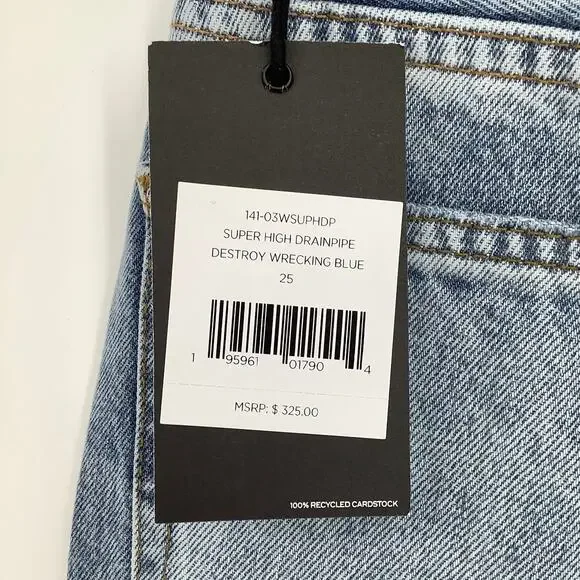 141-03WSUPHDP
SUPER HIGH DRAINPIPE
DESTROY WRECKING BLUE
25
1 95961 01790 4
MSRP: $ 325.00
100% RECYCLED CARDSTOCK